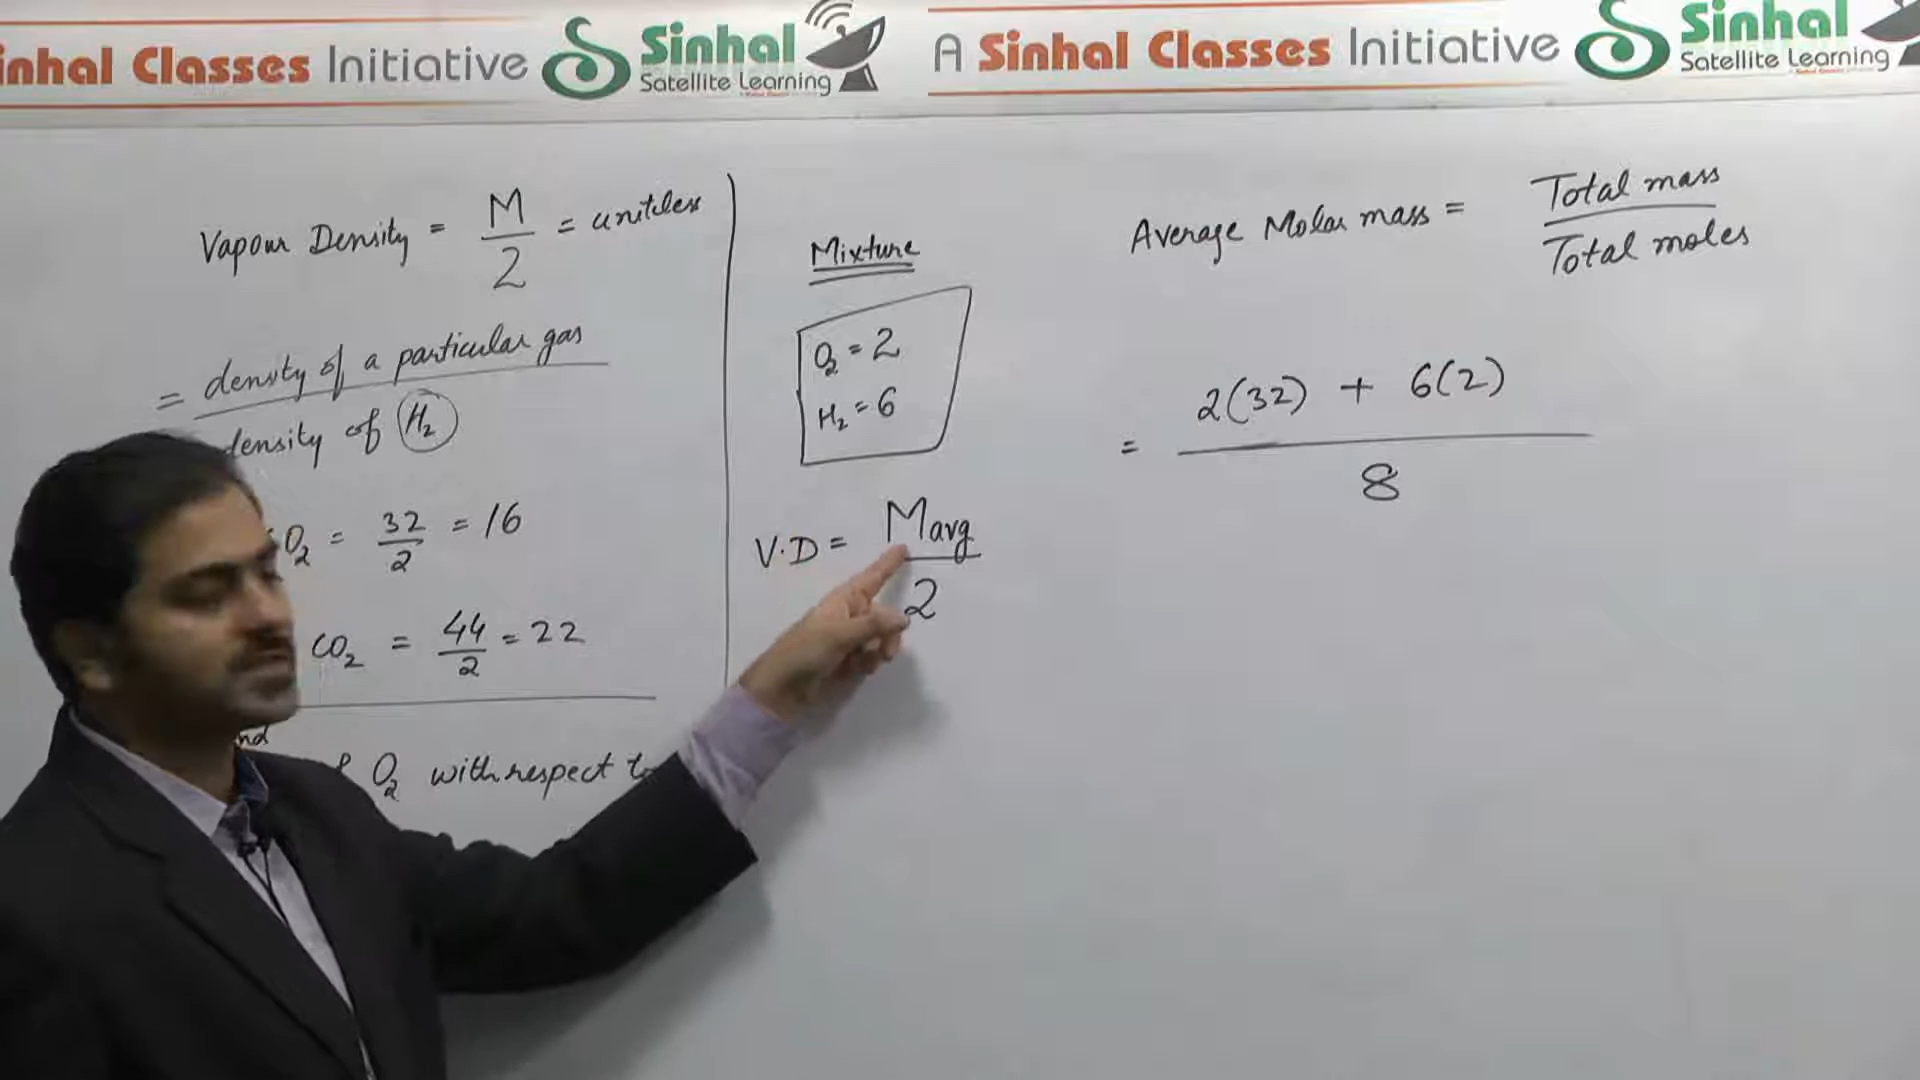 inhal Classes Initiative
Sinhal
Satellite Learning
A Sinhal Classes Initiative
Sinhal
Satellite Learning
Vapour Density = M/2 = unitless
= density of a particular gas
density of H₂
O₂ = 32/2 = 16
CO₂ = 44/2 = 22
nd
O₂ with respect to
Mixture
O₂ = 2
H₂ = 6
V.D = Mavg/2
Average Molar mass = Total mass/Total moles
= 2(32) + 6(2)
8